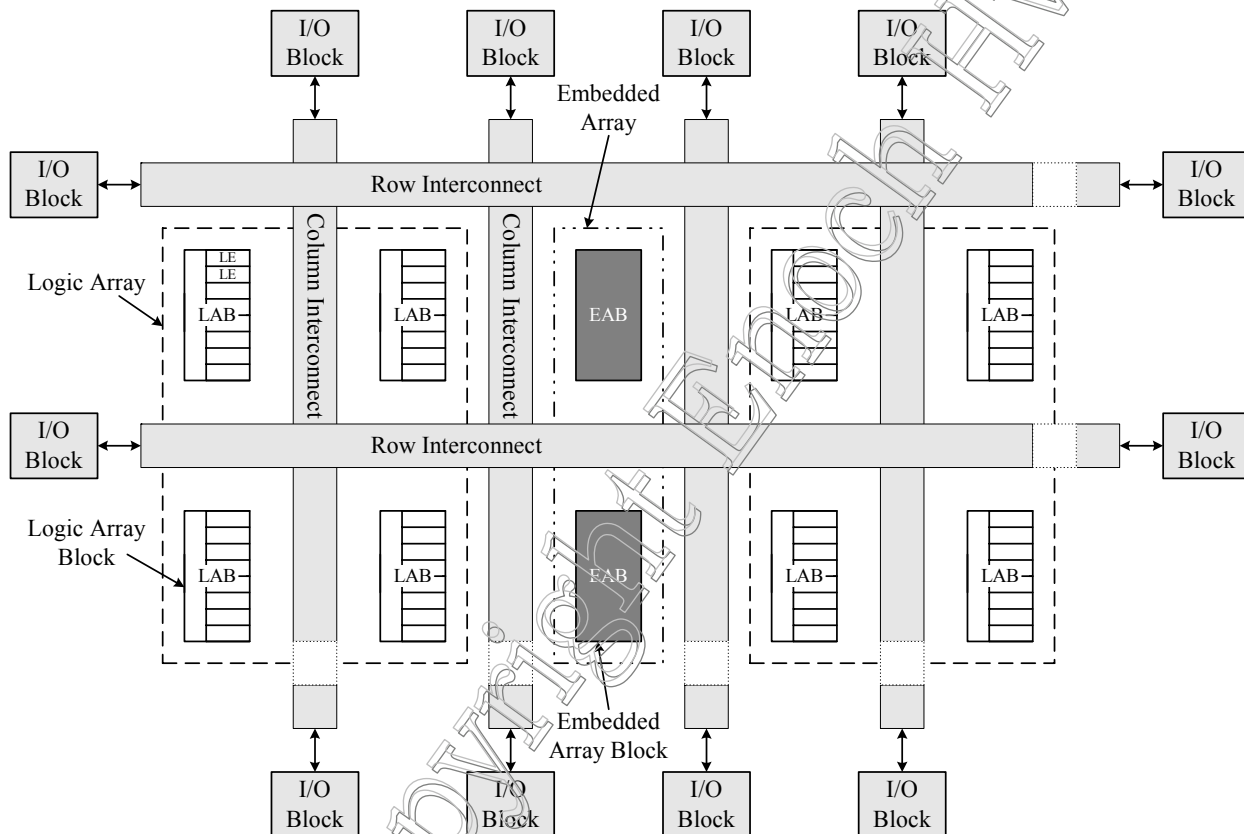 I/O
Block
I/O
Block
I/O
Block
I/O
Block
Embedded
Array
I/O
Block
Row Interconnect
I/O
Block
Logic Array
LE
LE
LAB
Column Interconnect
LAB
Column Interconnect
EAB
LAB
LAB
I/O
Block
Row Interconnect
I/O
Block
Logic Array
Block
LAB
LAB
EAB
LAB
LAB
Embedded
Array Block
I/O
Block
I/O
Block
I/O
Block
I/O
Block
pyright Enoch